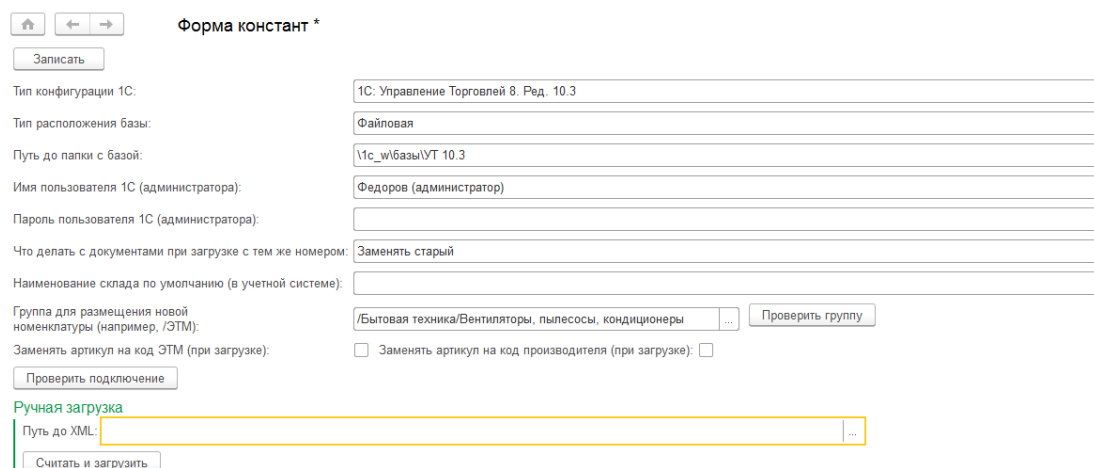 Форма констант *
Записать
Тип конфигурации 1С: 1С: Управление Торговлей 8. Ред. 10.3
Тип расположения базы: Файловая
Путь до папки с базой: \1c_w\базы\УТ 10.3
Имя пользователя 1С (администратора): Федоров (администратор)
Пароль пользователя 1С (администратора):
Что делать с документами при загрузке с тем же номером: Заменять старый
Наименование склада по умолчанию (в учетной системе):
Группа для размещения новой
номенклатуры (например, /ЭТМ): /Бытовая техника/Вентиляторы, пылесосы, кондиционеры ... Проверить группу
Заменять артикул на код ЭТМ (при загрузке): Заменять артикул на код производителя (при загрузке):
Проверить подключение
Ручная загрузка
Путь до XML: ...
Считать и загрузить